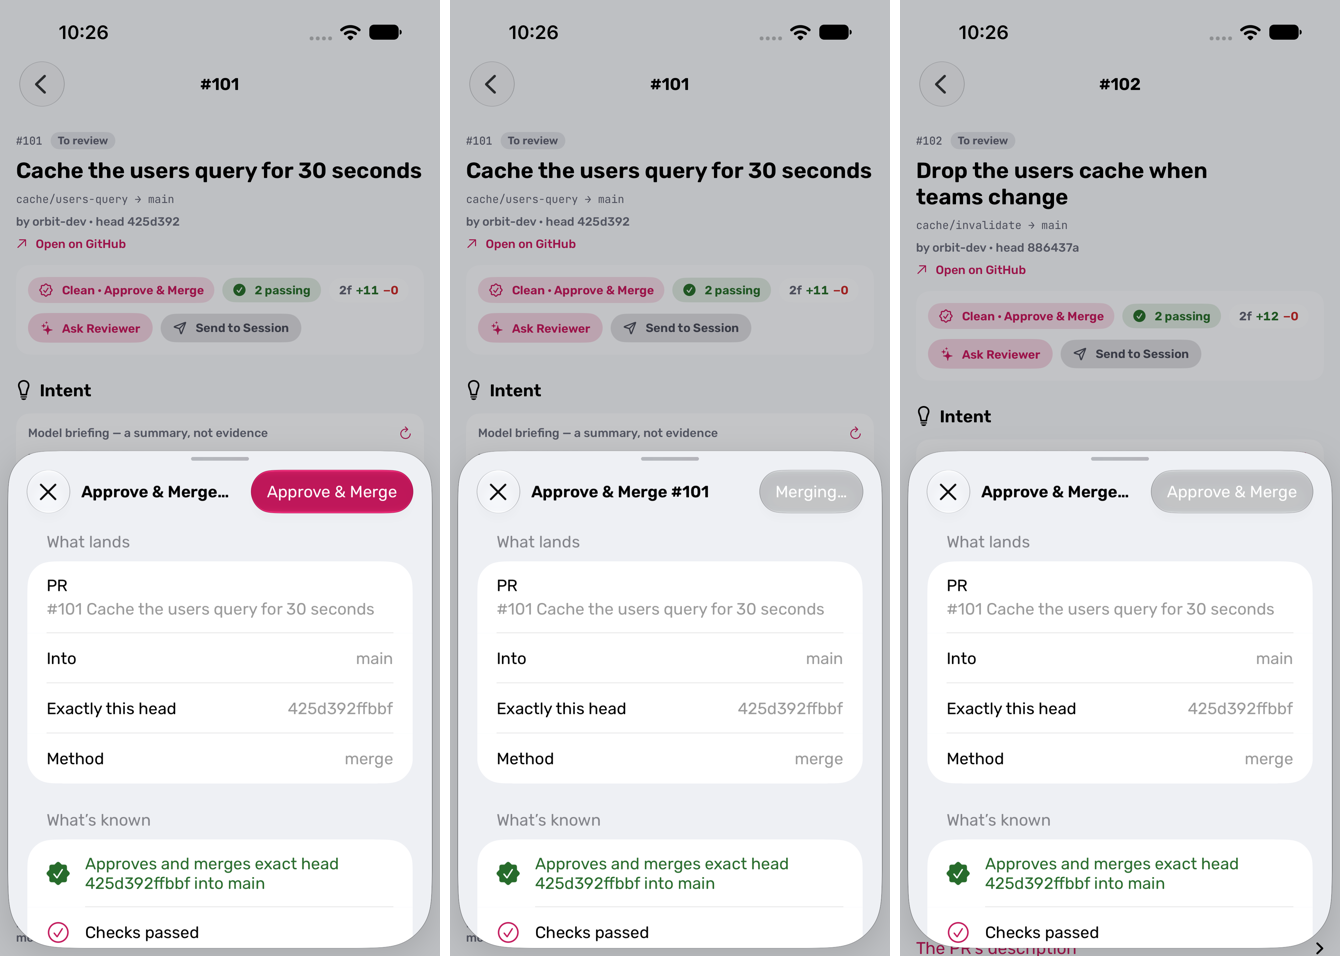 10:26
#101
#101 To review
Cache the users query for 30 seconds
cache/users-query → main
by orbit-dev • head 425d392
Open on GitHub
Clean • Approve & Merge
2 passing
2f +11 −0
Ask Reviewer
Send to Session
Intent
Model briefing — a summary, not evidence
Approve & Merge...
Approve & Merge
What lands
PR
#101 Cache the users query for 30 seconds
Into main
Exactly this head 425d392ffbbf
Method merge
What's known
Approves and merges exact head
425d392ffbbf into main
Checks passed
10:26
#101
#101 To review
Cache the users query for 30 seconds
cache/users-query → main
by orbit-dev • head 425d392
Open on GitHub
Clean • Approve & Merge
2 passing
2f +11 −0
Ask Reviewer
Send to Session
Intent
Model briefing — a summary, not evidence
Approve & Merge #101
Merging...
What lands
PR
#101 Cache the users query for 30 seconds
Into main
Exactly this head 425d392ffbbf
Method merge
What's known
Approves and merges exact head
425d392ffbbf into main
Checks passed
10:26
#102
#102 To review
Drop the users cache when
teams change
cache/invalidate → main
by orbit-dev • head 886437a
Open on GitHub
Clean • Approve & Merge
2 passing
2f +12 −0
Ask Reviewer
Send to Session
Intent
Approve & Merge...
Approve & Merge
What lands
PR
#101 Cache the users query for 30 seconds
Into main
Exactly this head 425d392ffbbf
Method merge
What's known
Approves and merges exact head
425d392ffbbf into main
Checks passed
The PR's description